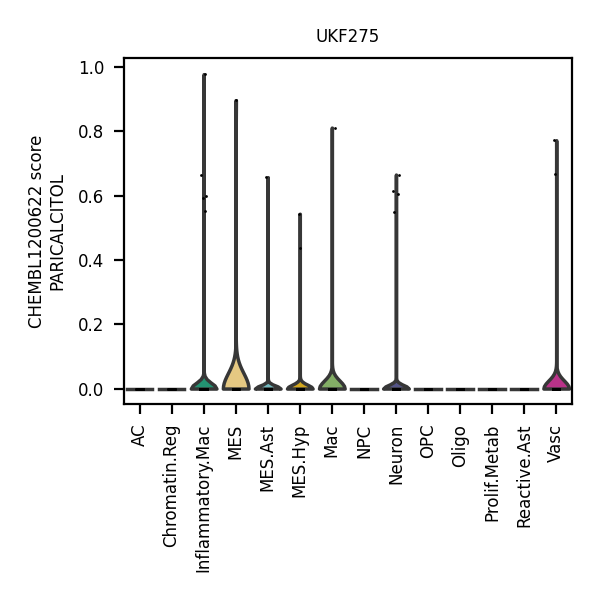 UKF275
CHEMBL1200622 score
PARICALCITOL
1.0
0.8
0.6
0.4
0.2
0.0
AC
Chromatin.Reg
Inflammatory.Mac
MES
MES.Ast
MES.Hyp
Mac
NPC
Neuron
OPC
Oligo
Prolif.Metab
Reactive.Ast
Vasc